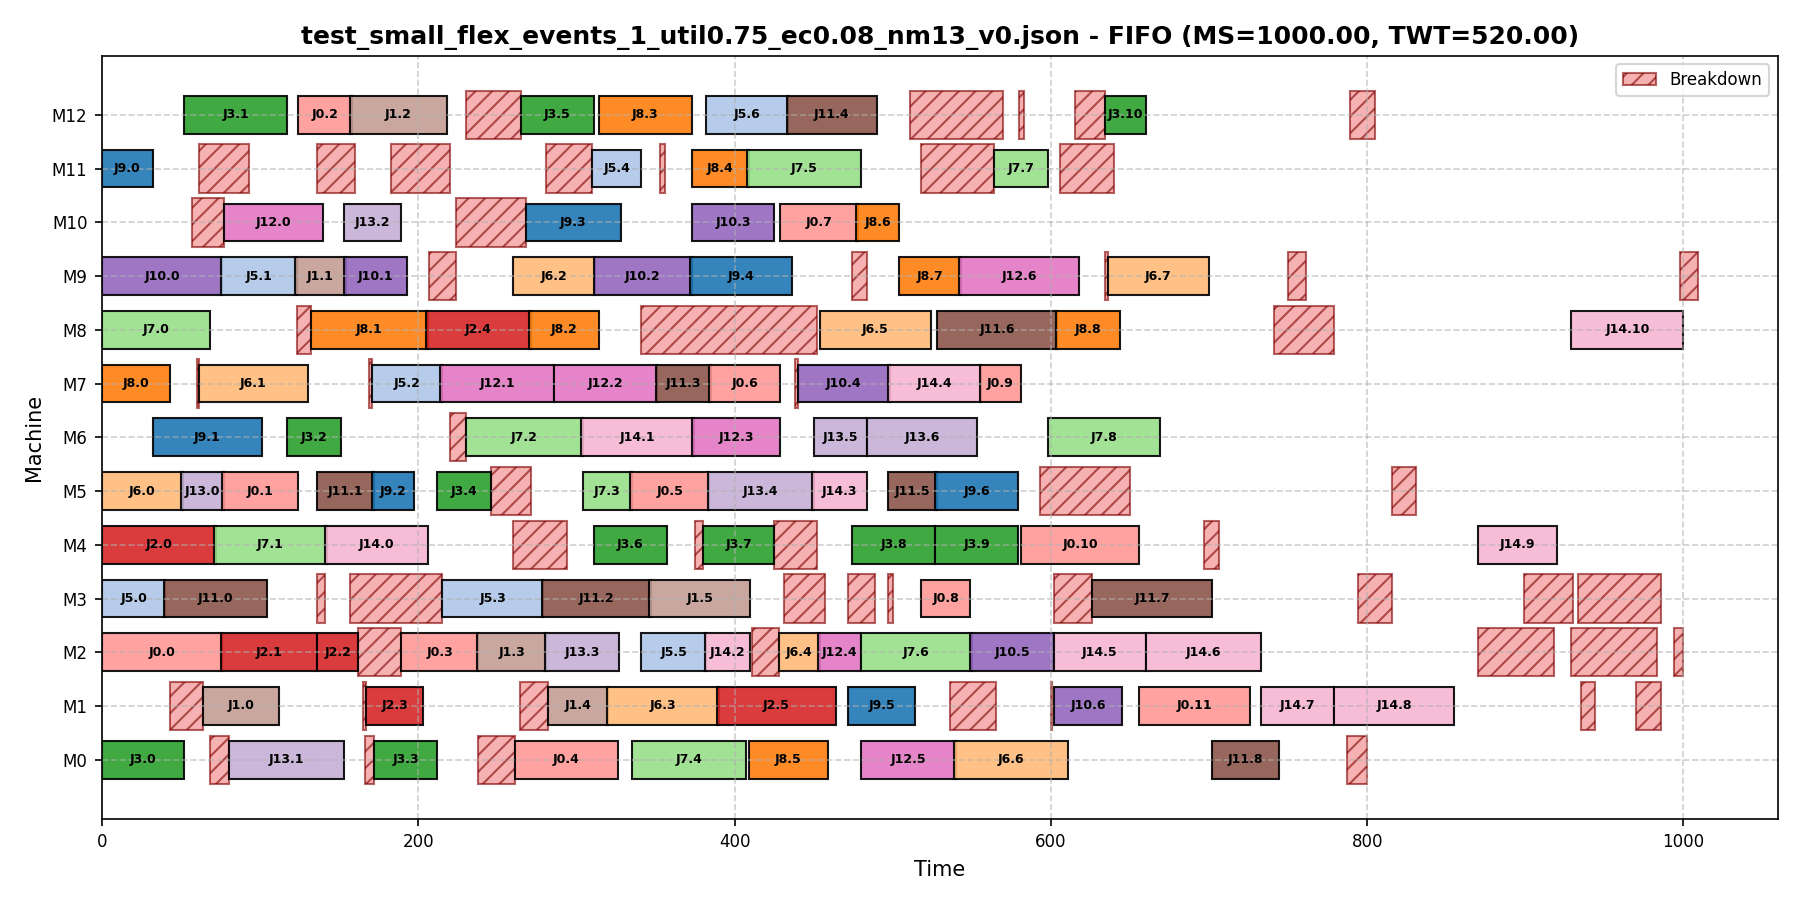 test_small_flex_events_1_util0.75_ec0.08_nm13_v0.json - FIFO (MS=1000.00, TWT=520.00)
Breakdown
M12 J3.1 J0.2 J1.2 J3.5 J8.3 J5.6 J11.4 J3.10
M11 J9.0 J5.4 J8.4 J7.5 J7.7
M10 J12.0 J13.2 J9.3 J10.3 J0.7 J8.6
M9 J10.0 J5.1 J1.1 J10.1 J6.2 J10.2 J9.4 J8.7 J12.6 J6.7
M8 J7.0 J8.1 J2.4 J8.2 J6.5 J11.6 J8.8 J14.10
M7 J8.0 J6.1 J5.2 J12.1 J12.2 J11.3 J0.6 J10.4 J14.4 J0.9
M6 J9.1 J3.2 J7.2 J14.1 J12.3 J13.5 J13.6 J7.8
M5 J6.0 J13.0 J0.1 J11.1 J9.2 J3.4 J7.3 J0.5 J13.4 J14.3 J11.5 J9.6
M4 J2.0 J7.1 J14.0 J3.6 J3.7 J3.8 J3.9 J0.10 J14.9
M3 J5.0 J11.0 J5.3 J11.2 J1.5 J0.8 J11.7
M2 J0.0 J2.1 J2.2 J0.3 J1.3 J13.3 J5.5 J14.2 J6.4 J12.4 J7.6 J10.5 J14.5 J14.6
M1 J1.0 J2.3 J1.4 J6.3 J2.5 J9.5 J10.6 J0.11 J14.7 J14.8
M0 J3.0 J13.1 J3.3 J0.4 J7.4 J8.5 J12.5 J6.6 J11.8
0 200 400 600 800 1000
Time
Machine